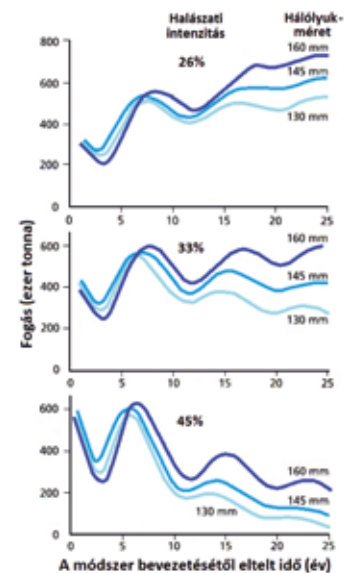 Halászati
intenzitás
Hálólyuk-
méret
800
600
400
200
0
26%
160 mm
145 mm
130 mm
0 5 10 15 20 25
Fogás (ezer tonna)
600
400
200
0
33%
160 mm
145 mm
130 mm
0 5 10 15 20 25
600
400
200
0
45%
160 mm
145 mm
130 mm
0 5 10 15 20 25
A módszer bevezetésétől eltelt idő (év)